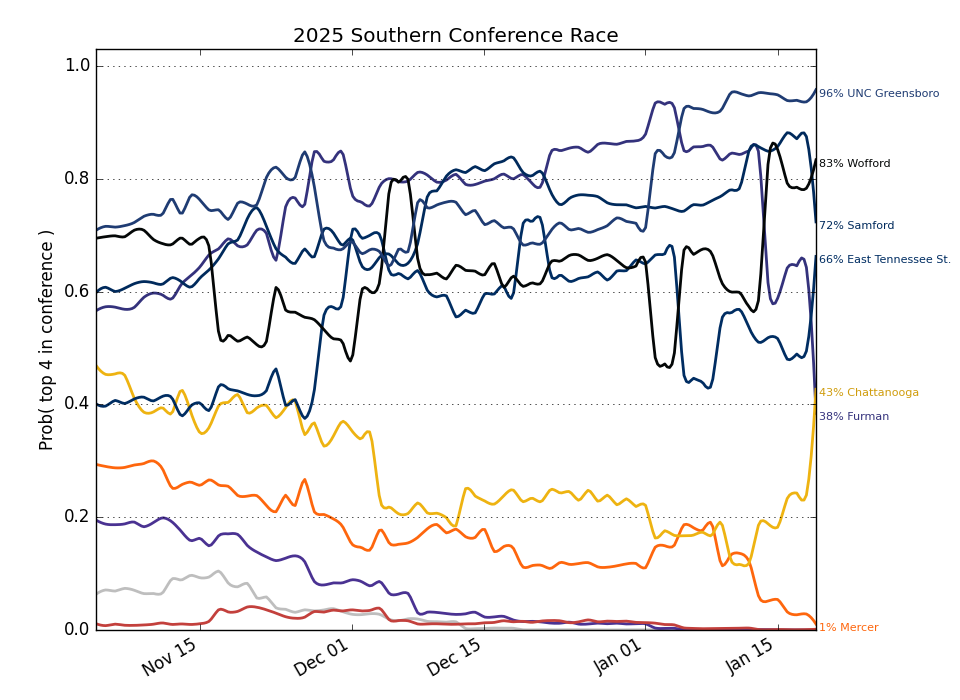 2025 Southern Conference Race
Prob( top 4 in conference )
1.0
0.8
0.6
0.4
0.2
0.0
Nov 15
Dec 01
Dec 15
Jan 01
Jan 15
96% UNC Greensboro
83% Wofford
72% Samford
66% East Tennessee St.
43% Chattanooga
38% Furman
1% Mercer